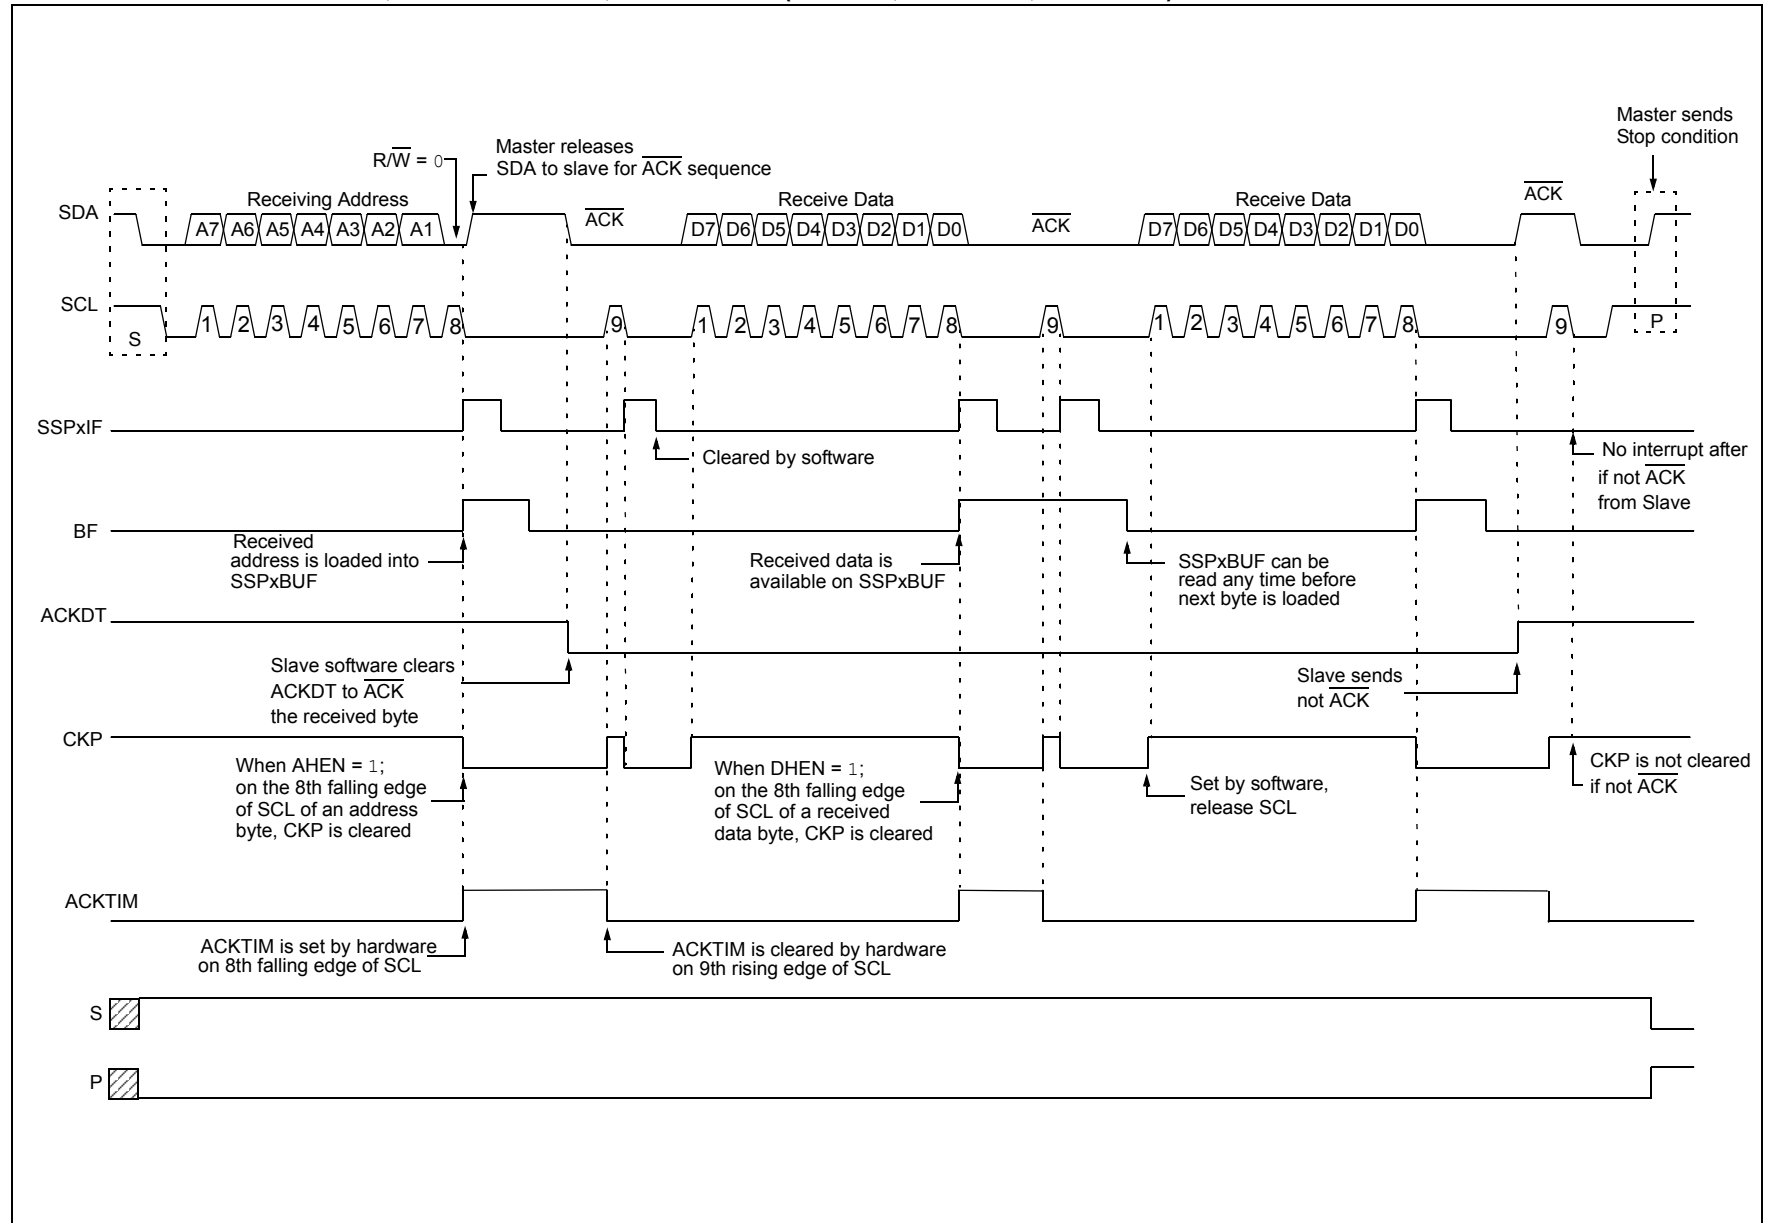 Master sends
Stop condition
Master releases
SDA to slave for ACK sequence
R/W = 0
Receiving Address
ACK
Receive Data
ACK
Receive Data
ACK
SDA
A7 A6 A5 A4 A3 A2 A1
D7 D6 D5 D4 D3 D2 D1 D0
D7 D6 D5 D4 D3 D2 D1 D0
SCL
S
1 2 3 4 5 6 7 8 9
1 2 3 4 5 6 7 8 9
1 2 3 4 5 6 7 8 9
P
SSPxIF
Cleared by software
No interrupt after
if not ACK
from Slave
BF
Received
address is loaded into
SSPxBUF
Received data is
available on SSPxBUF
SSPxBUF can be
read any time before
next byte is loaded
ACKDT
Slave software clears
ACKDT to ACK
the received byte
Slave sends
not ACK
CKP
When AHEN = 1;
on the 8th falling edge
of SCL of an address
byte, CKP is cleared
When DHEN = 1;
on the 8th falling edge
of SCL of a received
data byte, CKP is cleared
Set by software,
release SCL
CKP is not cleared
if not ACK
ACKTIM
ACKTIM is set by hardware
on 8th falling edge of SCL
ACKTIM is cleared by hardware
on 9th rising edge of SCL
S
P